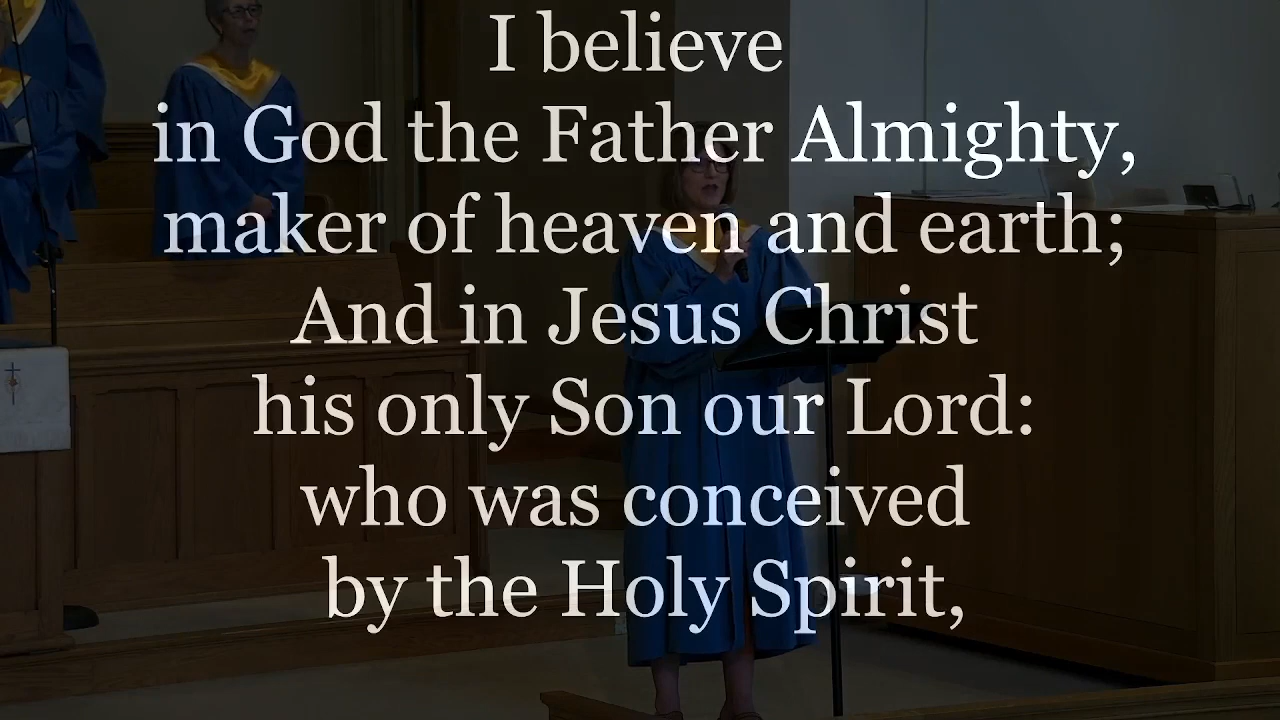 I believe
in God the Father Almighty,
maker of heaven and earth;
And in Jesus Christ
his only Son our Lord:
who was conceived
by the Holy Spirit,